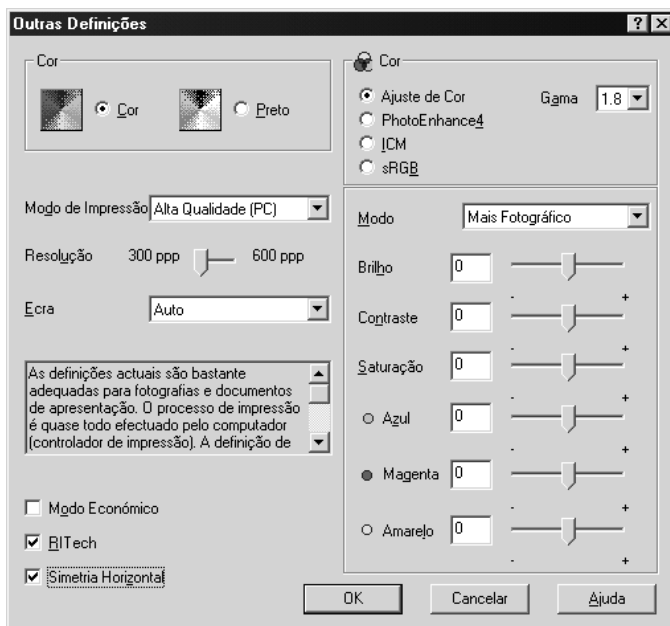 Outras Definições
Cor
Cor
Preto
Modo de Impressão Alta Qualidade (PC)
Resolução 300 ppp 600 ppp
Ecra Auto
As definições actuais são bastante
adequadas para fotografias e documentos
de apresentação. O processo de impressão
é quase todo efectuado pelo computador
(controlador de impressão). A definição de
Modo Económico
RITech
Simetria Horizontal
Cor
Ajuste de Cor
Gama 1.8
PhotoEnhance4
ICM
sRGB
Modo Mais Fotográfico
Brilho 0
- +
Contraste 0
- +
Saturação 0
- +
Azul 0
- +
Magenta 0
- +
Amarelo 0
- +
OK Cancelar Ajuda